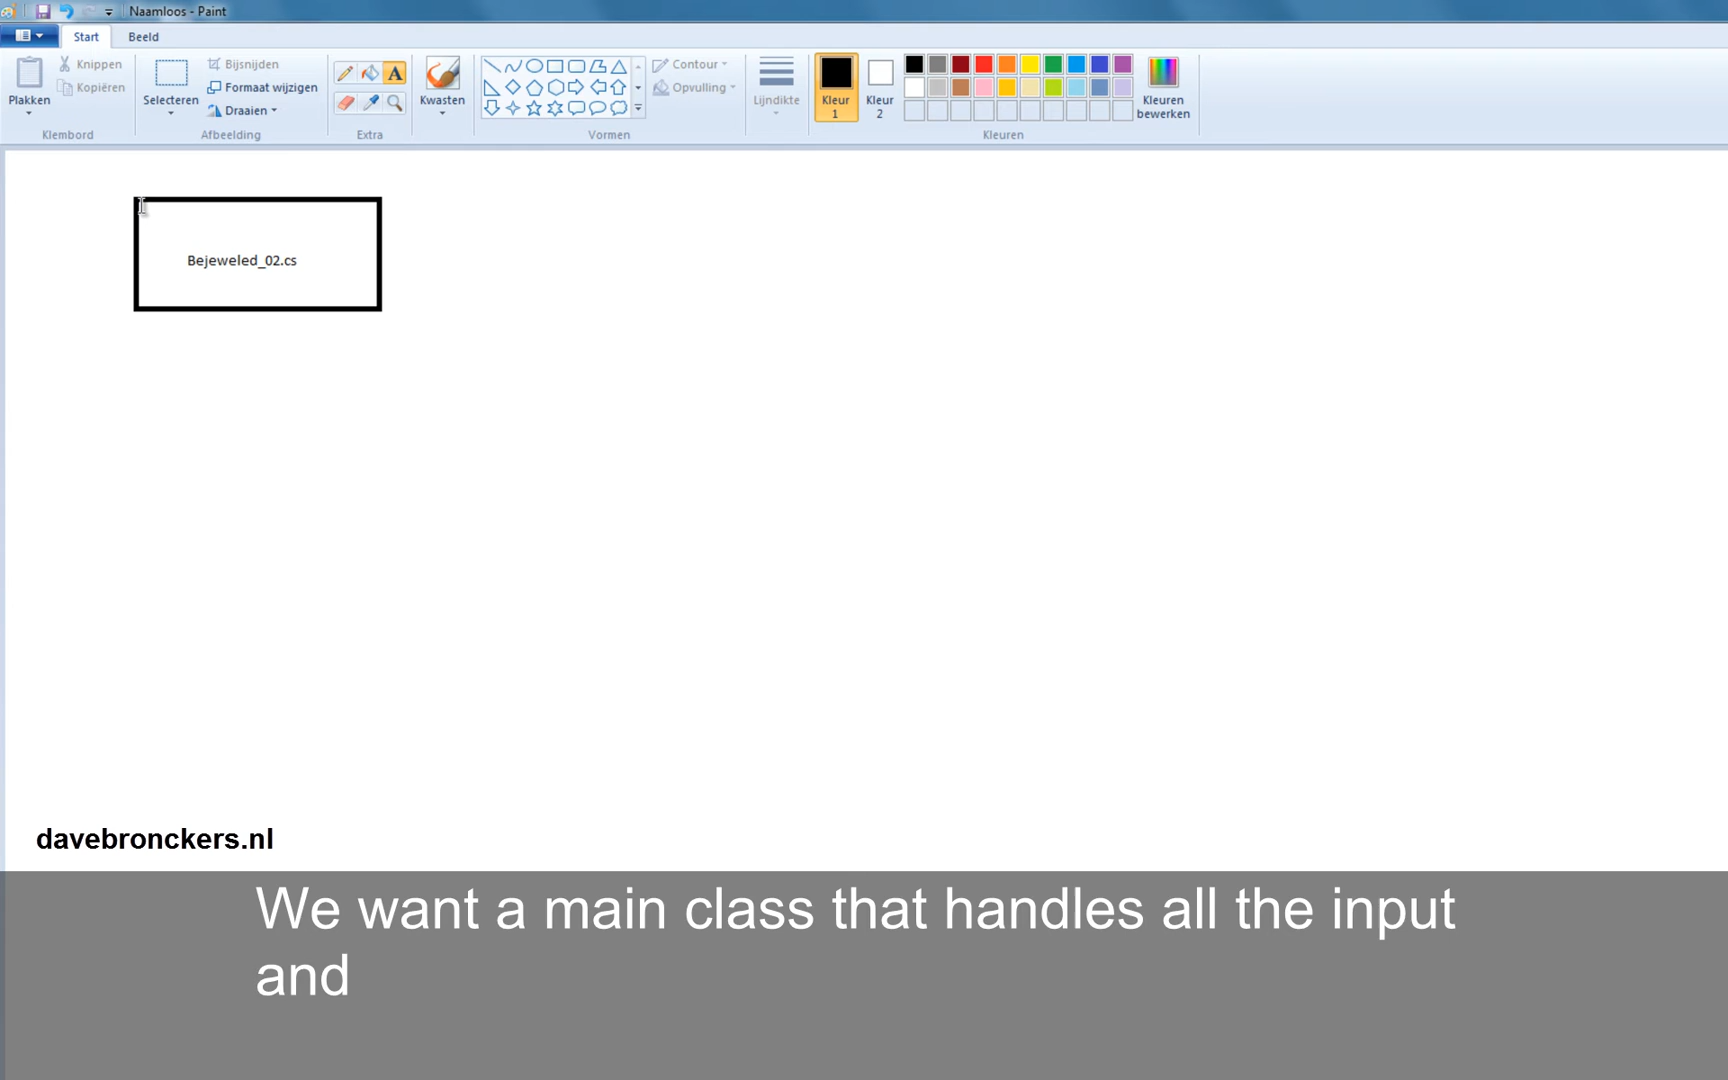 Naamloos - Paint
Start Beeld
Plakken
Knippen
Kopiëren
Klembord
Selecteren
Bijsnijden
Formaat wijzigen
Draaien
Afbeelding
A
Extra
Kwasten
Vormen
Contour
Opvulling
Lijndikte
Kleur
1
Kleur
2
Kleuren
Kleuren
bewerken
Bejeweled_02.cs
davebronckers.nl
We want a main class that handles all the input
and